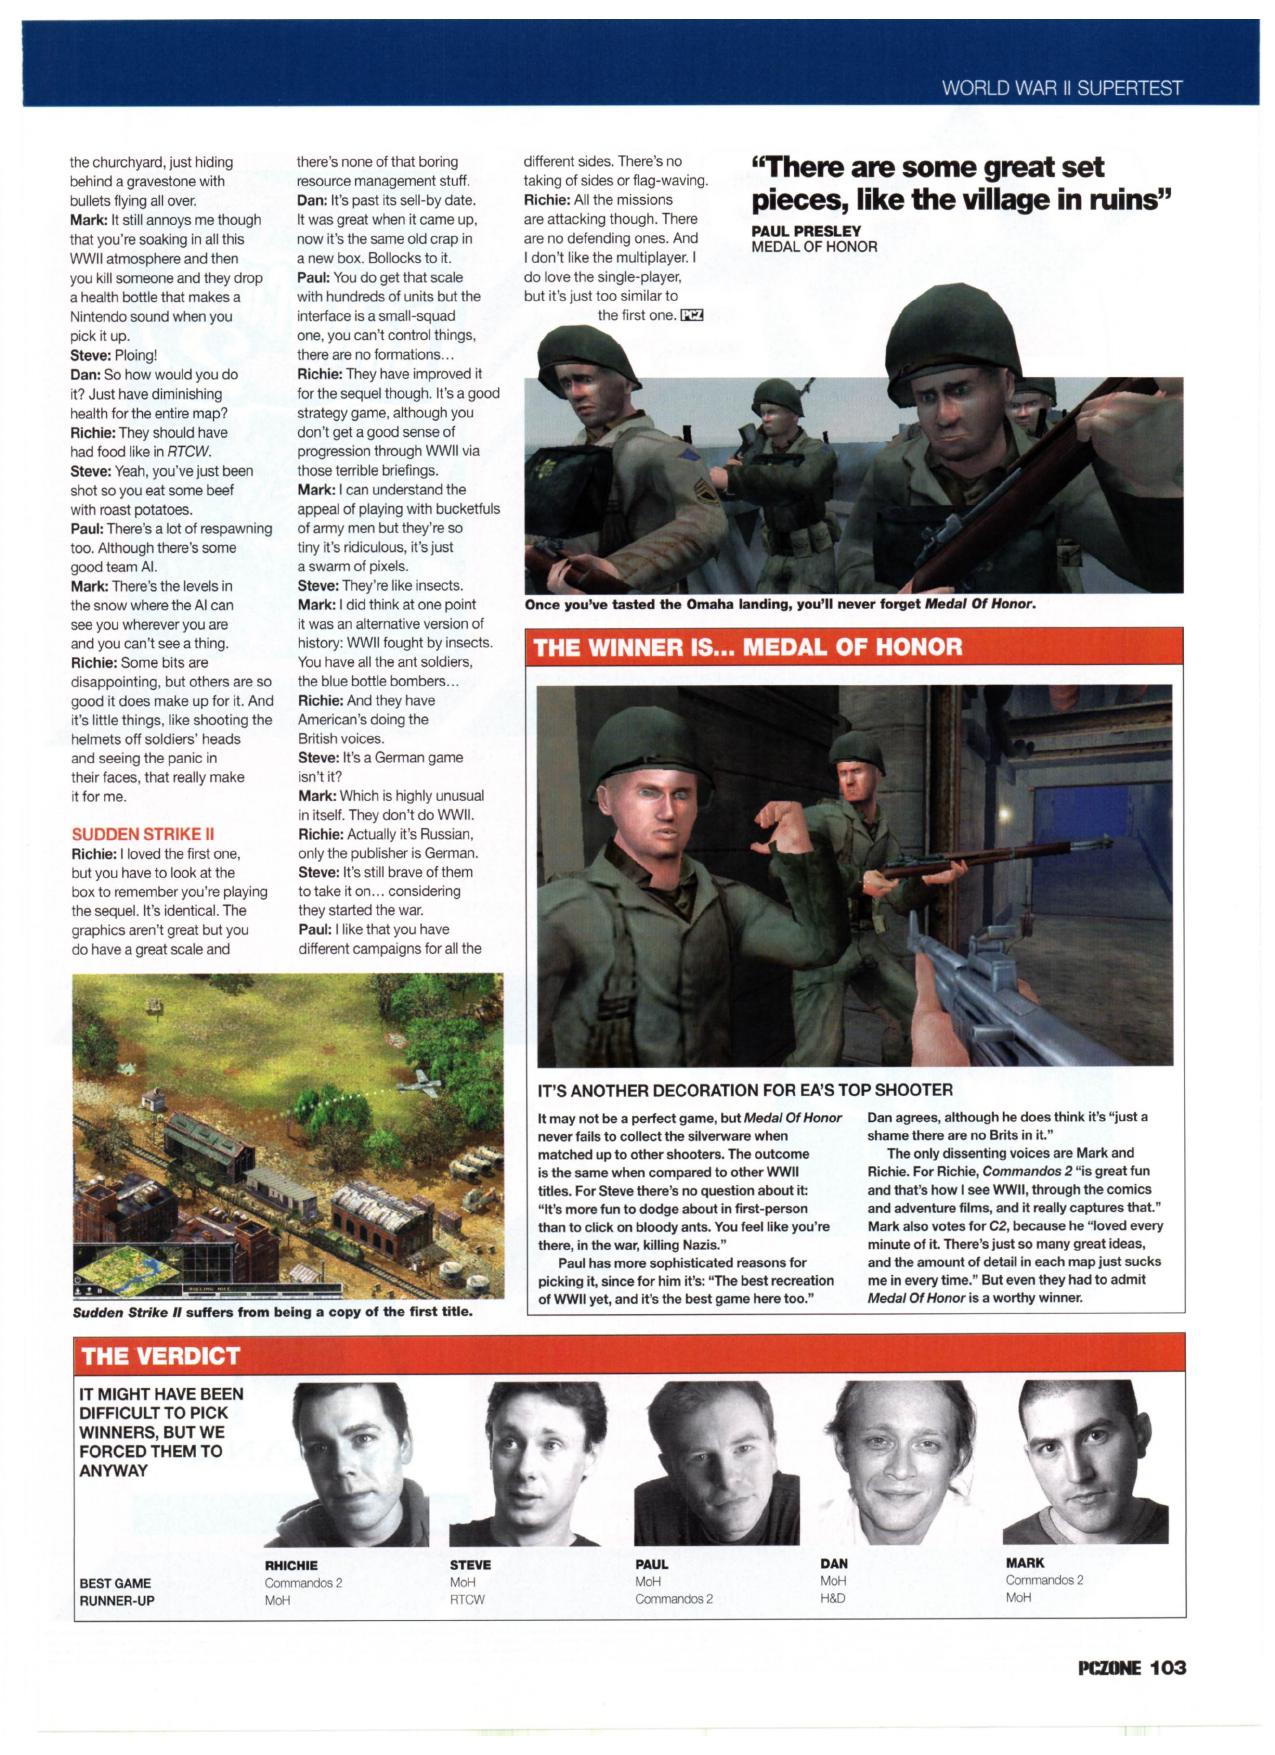 WORLD WAR II SUPERTEST
the churchyard, just hiding
behind a gravestone with
bullets flying all over.
Mark: It still annoys me though
that you're soaking in all this
WWII atmosphere and then
you kill someone and they drop
a health bottle that makes a
Nintendo sound when you
pick it up.
Steve: Ploing!
Dan: So how would you do
it? Just have diminishing
health for the entire map?
Richie: They should have
had food like in RTCW.
Steve: Yeah, you've just been
shot so you eat some beef
with roast potatoes.
Paul: There's a lot of respawning
too. Although there's some
good team AI.
Mark: There's the levels in
the snow where the AI can
see you wherever you are
and you can't see a thing.
Richie: Some bits are
disappointing, but others are so
good it does make up for it. And
it's little things, like shooting the
helmets off soldiers' heads
and seeing the panic in
their faces, that really make
it for me.
SUDDEN STRIKE II
Richie: I loved the first one,
but you have to look at the
box to remember you're playing
the sequel. It's identical. The
graphics aren't great but you
do have a great scale and
there's none of that boring
resource management stuff.
Dan: It's past its sell-by date.
It was great when it came up,
now it's the same old crap in
a new box. Bollocks to it.
Paul: You do get that scale
with hundreds of units but the
interface is a small-squad
one, you can't control things,
there are no formations...
Richie: They have improved it
for the sequel though. It's a good
strategy game, although you
don't get a good sense of
progression through WWII via
those terrible briefings.
Mark: I can understand the
appeal of playing with bucketfuls
of army men but they're so
tiny it's ridiculous, it's just
a swarm of pixels.
Steve: They're like insects.
Mark: I did think at one point
it was an alternative version of
history: WWII fought by insects.
You have all the ant soldiers,
the blue bottle bombers...
Richie: And they have
American's doing the
British voices.
Steve: It's a German game
isn't it?
Mark: Which is highly unusual
in itself. They don't do WWII.
Richie: Actually it's Russian,
only the publisher is German.
Steve: It's still brave of them
to take it on... considering
they started the war.
Paul: I like that you have
different campaigns for all the
different sides. There's no
taking of sides or flag-waving.
Richie: All the missions
are attacking though. There
are no defending ones. And
I don't like the multiplayer. I
do love the single-player,
but it's just too similar to
the first one. PCZ
"There are some great set
pieces, like the village in ruins"
PAUL PRESLEY
MEDAL OF HONOR
Once you've tasted the Omaha landing, you'll never forget Medal Of Honor.
THE WINNER IS... MEDAL OF HONOR
IT'S ANOTHER DECORATION FOR EA'S TOP SHOOTER
It may not be a perfect game, but Medal Of Honor
never fails to collect the silverware when
matched up to other shooters. The outcome
is the same when compared to other WWII
titles. For Steve there's no question about it:
"It's more fun to dodge about in first-person
than to click on bloody ants. You feel like you're
there, in the war, killing Nazis."
Paul has more sophisticated reasons for
picking it, since for him it's: "The best recreation
of WWII yet, and it's the best game here too."
Dan agrees, although he does think it's "just a
shame there are no Brits in it."
The only dissenting voices are Mark and
Richie. For Richie, Commandos 2 "is great fun
and that's how I see WWII, through the comics
and adventure films, and it really captures that."
Mark also votes for C2, because he "loved every
minute of it. There's just so many great ideas,
and the amount of detail in each map just sucks
me in every time." But even they had to admit
Medal Of Honor is a worthy winner.
Sudden Strike II suffers from being a copy of the first title.
THE VERDICT
IT MIGHT HAVE BEEN
DIFFICULT TO PICK
WINNERS, BUT WE
FORCED THEM TO
ANYWAY
RHICHIE STEVE PAUL DAN MARK
BEST GAME Commandos 2 MoH MoH MoH Commandos 2
RUNNER-UP MoH RTCW Commandos 2 H&D MoH
PCZONE 103